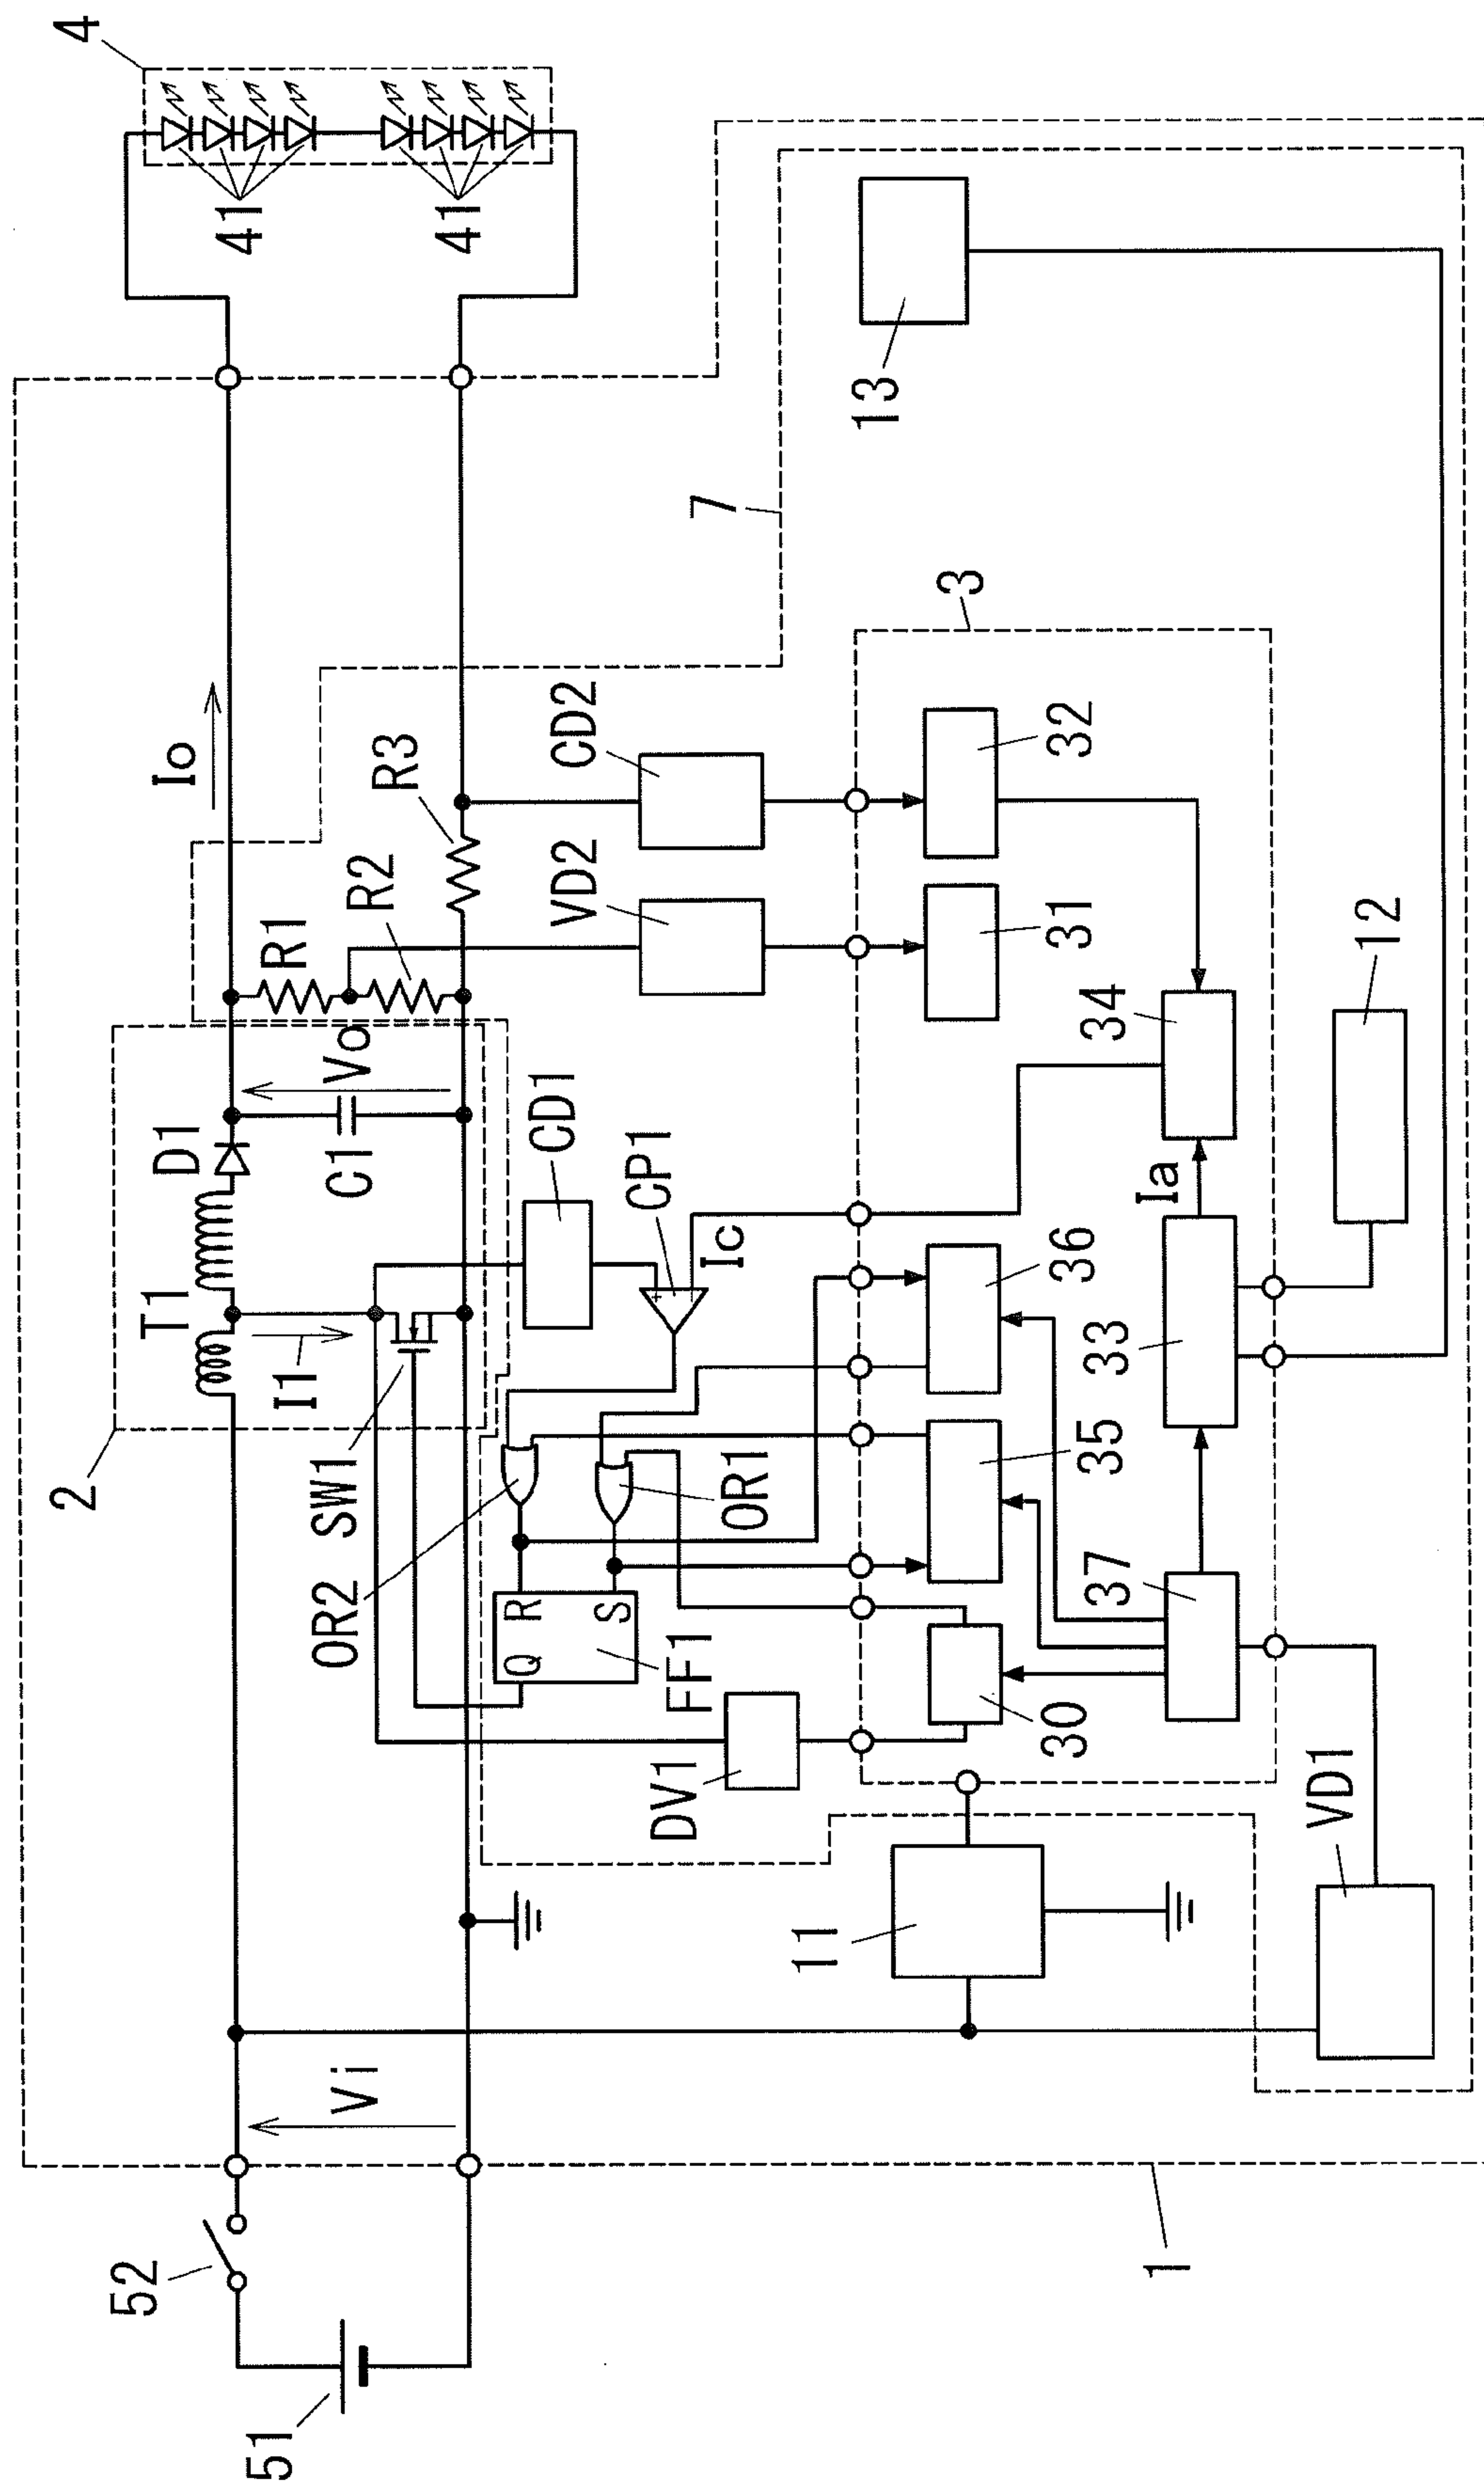 4
41
41
Io
R3
CD2
R2
VD2
R1
7
13
3
32
31
34
12
2
T1
D1
Vo
C1
CD1
CP1
Ic
Ia
I1
SW1
OR2
OR1
36
35
33
37
Q
R
S
FF1
DV1
30
VD1
11
Vi
52
51
1
+
-